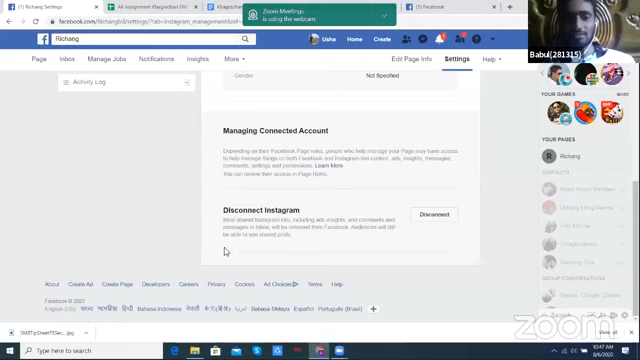 Richang Settings
A6 Assignment Khagrachari DM
Zoom Meetings
is using the webcam
Facebook
facebook.com/Richangbd/settings/?tab=instagram_management&ref=
Richang
Usha Home Create
Babul(281315)
Page Inbox Manage Jobs Notifications Insights More
Edit Page Info Settings Help
Activity Log
Gender Not Specified
Managing Connected Account
Depending on their Facebook Page roles, people who help manage your Page may have access
to help manage things on both Facebook and Instagram like content, ads, insights, messages,
comments, settings and permissions. Learn More
You can review their access in Page Roles.
Disconnect Instagram
Disconnect
Most shared Instagram info, including ads insights, and comments and
messages in inbox, will be removed from Facebook. Audiences will still
be able to see shared posts.
YOUR GAMES MORE
YOUR PAGES
Richang
CONTACTS
GROUP CONVERSATIONS
Search
About Create Ad Create Page Developers Careers Privacy Cookies Ad Choices Terms Help
Facebook © 2020
English (US) বাংলা অসমীয়া हिन्दी नेपाली Bahasa Indonesia Bahasa Melayu Español Português (Brasil)
Show all
zoom
Type here to search
10:47 AM
8/6/2020